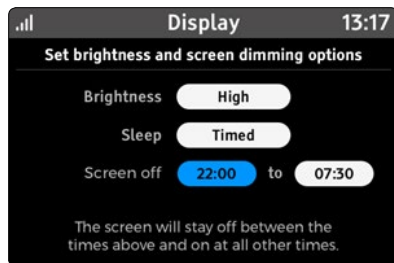 Display 13:17
Set brightness and screen dimming options
Brightness High
Sleep Timed
Screen off 22:00 to 07:30
The screen will stay off between the
times above and on at all other times.